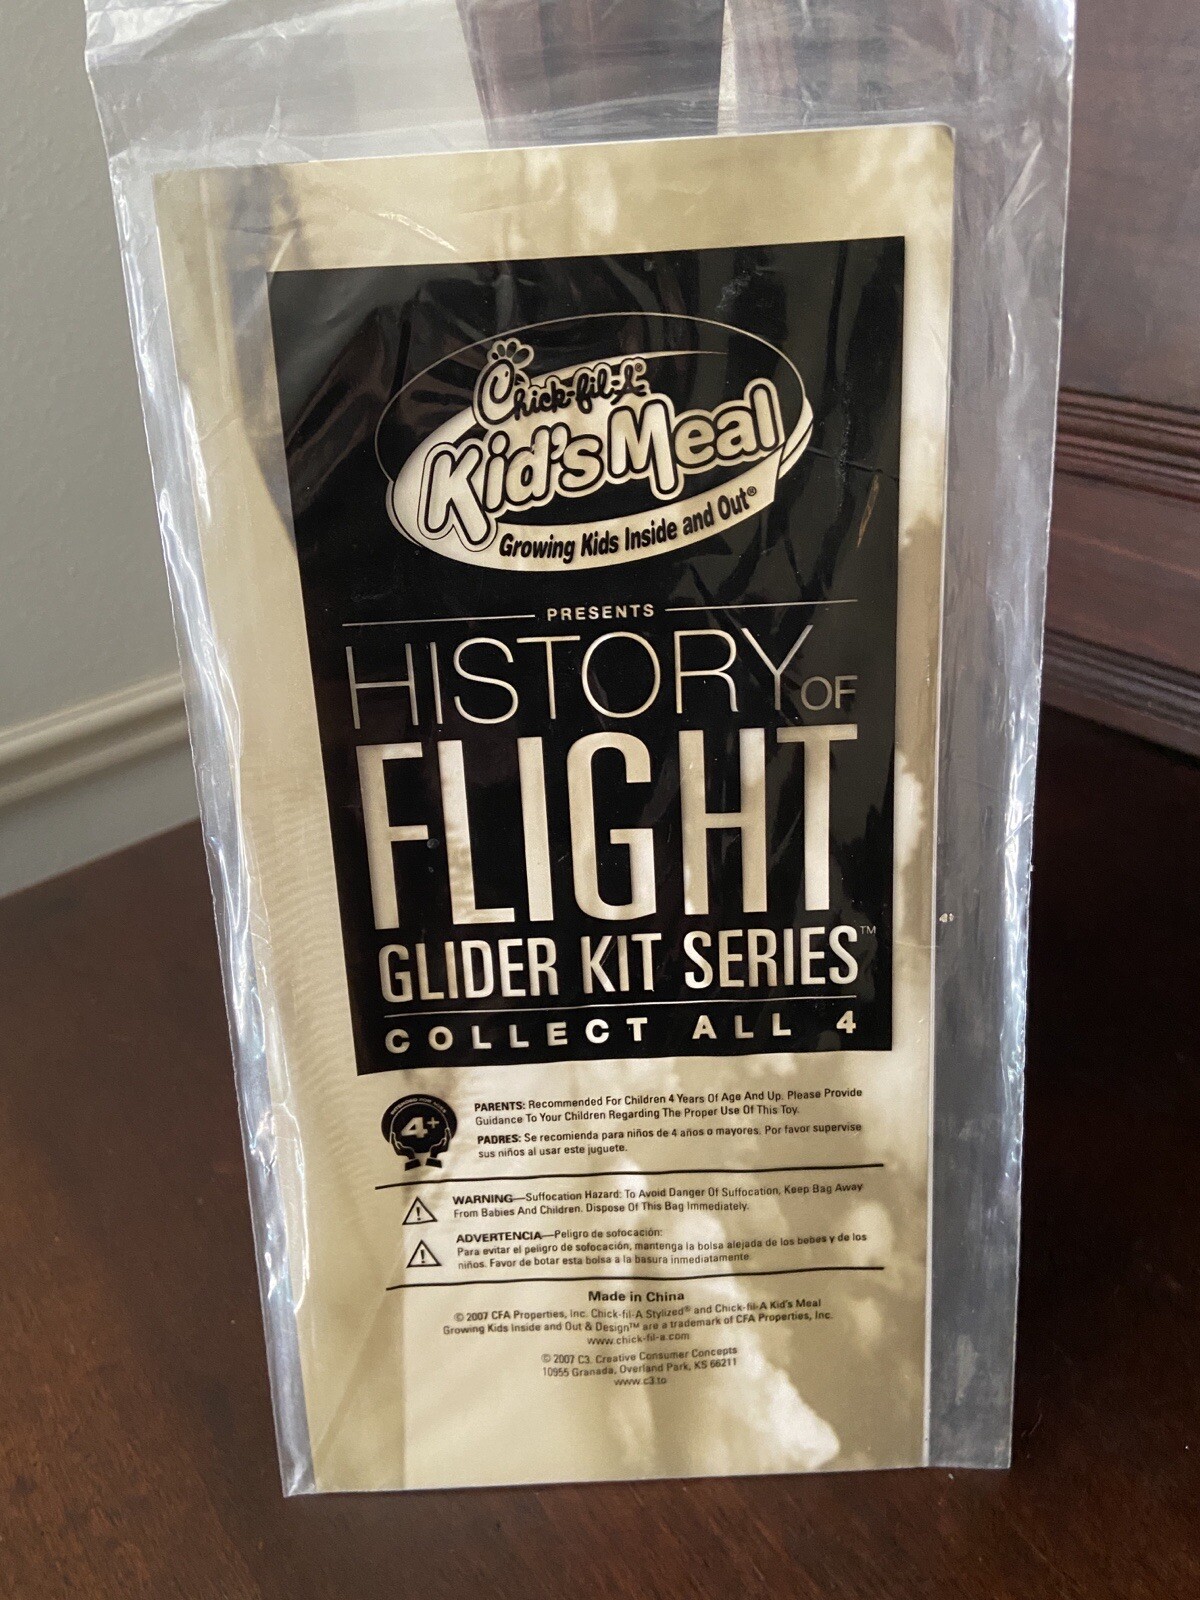 Chick-fil-A®
Kid's Meal
Growing Kids Inside and Out®
PRESENTS
HISTORY OF
FLIGHT
GLIDER KIT SERIES™
COLLECT ALL 4
INTENDED FOR AGES
4+
PARENTS: Recommended For Children 4 Years Of Age And Up. Please Provide
Guidance To Your Children Regarding The Proper Use Of This Toy.
PADRES: Se recomienda para niños de 4 años o mayores. Por favor supervise
sus niños al usar este juguete.
WARNING—Suffocation Hazard: To Avoid Danger Of Suffocation, Keep Bag Away
From Babies And Children. Dispose Of This Bag Immediately.
ADVERTENCIA—Peligro de sofocación:
Para evitar el peligro de sofocación, mantenga la bolsa alejada de los bebes y de los
niños. Favor de botar esta bolsa a la basura inmediatamente.
Made in China
© 2007 CFA Properties, Inc. Chick-fil-A Stylized® and Chick-fil-A Kid's Meal
Growing Kids Inside and Out & Design™ are a trademark of CFA Properties, Inc.
www.chick-fil-a.com
© 2007 C3. Creative Consumer Concepts
10955 Granada, Overland Park, KS 66211
www.c3.to